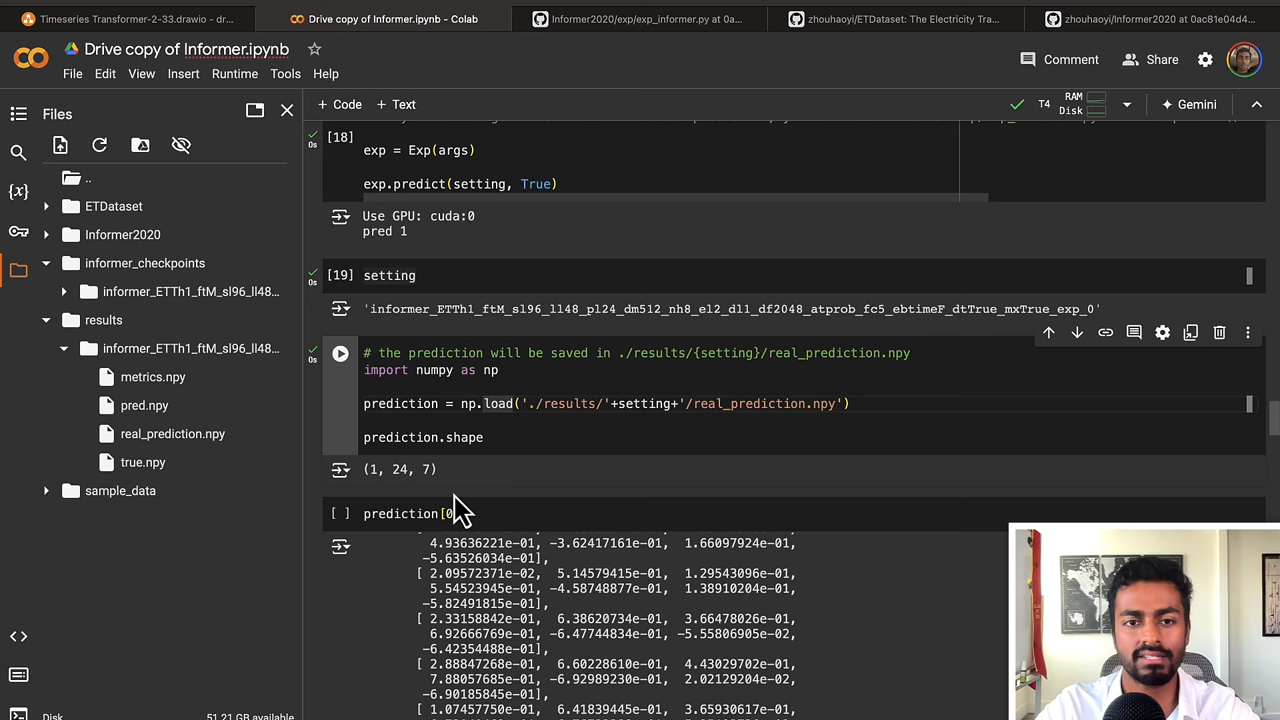 Timeseries Transformer-2-33.drawio - dra...
Drive copy of Informer.ipynb - Colab
Informer2020/exp/exp_informer.py at 0a...
zhouhaoyi/ETDataset: The Electricity Tra...
zhouhaoyi/Informer2020 at 0ac81e04d4...
Drive copy of Informer.ipynb
File Edit View Insert Runtime Tools Help
Comment
Share
Files
+ Code + Text
T4
RAM
Disk
Gemini
..
ETDataset
Informer2020
informer_checkpoints
informer_ETTh1_ftM_sl96_ll48...
results
informer_ETTh1_ftM_sl96_ll48...
metrics.npy
pred.npy
real_prediction.npy
true.npy
sample_data
Disk 51.21 GB available
[18]
0s
exp = Exp(args)
exp.predict(setting, True)
Use GPU: cuda:0
pred 1
[19] setting
0s
'informer_ETTh1_ftM_sl96_ll48_pl24_dm512_nh8_el2_dl1_df2048_atprob_fc5_ebtimeF_dtTrue_mxTrue_exp_0'
0s
# the prediction will be saved in ./results/{setting}/real_prediction.npy
import numpy as np
prediction = np.load('./results/'+setting+'/real_prediction.npy')
prediction.shape
(1, 24, 7)
[ ] prediction[0
4.93636221e-01, -3.62417161e-01, 1.66097924e-01,
-5.63526034e-01],
[ 2.09572371e-02, 5.14579415e-01, 1.29543096e-01,
5.54523945e-01, -4.58748877e-01, 1.38910204e-01,
-5.82491815e-01],
[ 2.33158842e-01, 6.38620734e-01, 3.66478026e-01,
6.92666769e-01, -6.47744834e-01, -5.55806905e-02,
-6.42354488e-01],
[ 2.88847268e-01, 6.60228610e-01, 4.43029702e-01,
7.83057685e-01, -6.92989230e-01, 2.02129204e-02,
-6.90185845e-01],
[ 1.07457710e-01, 6.41839445e-01, 3.65930617e-01,